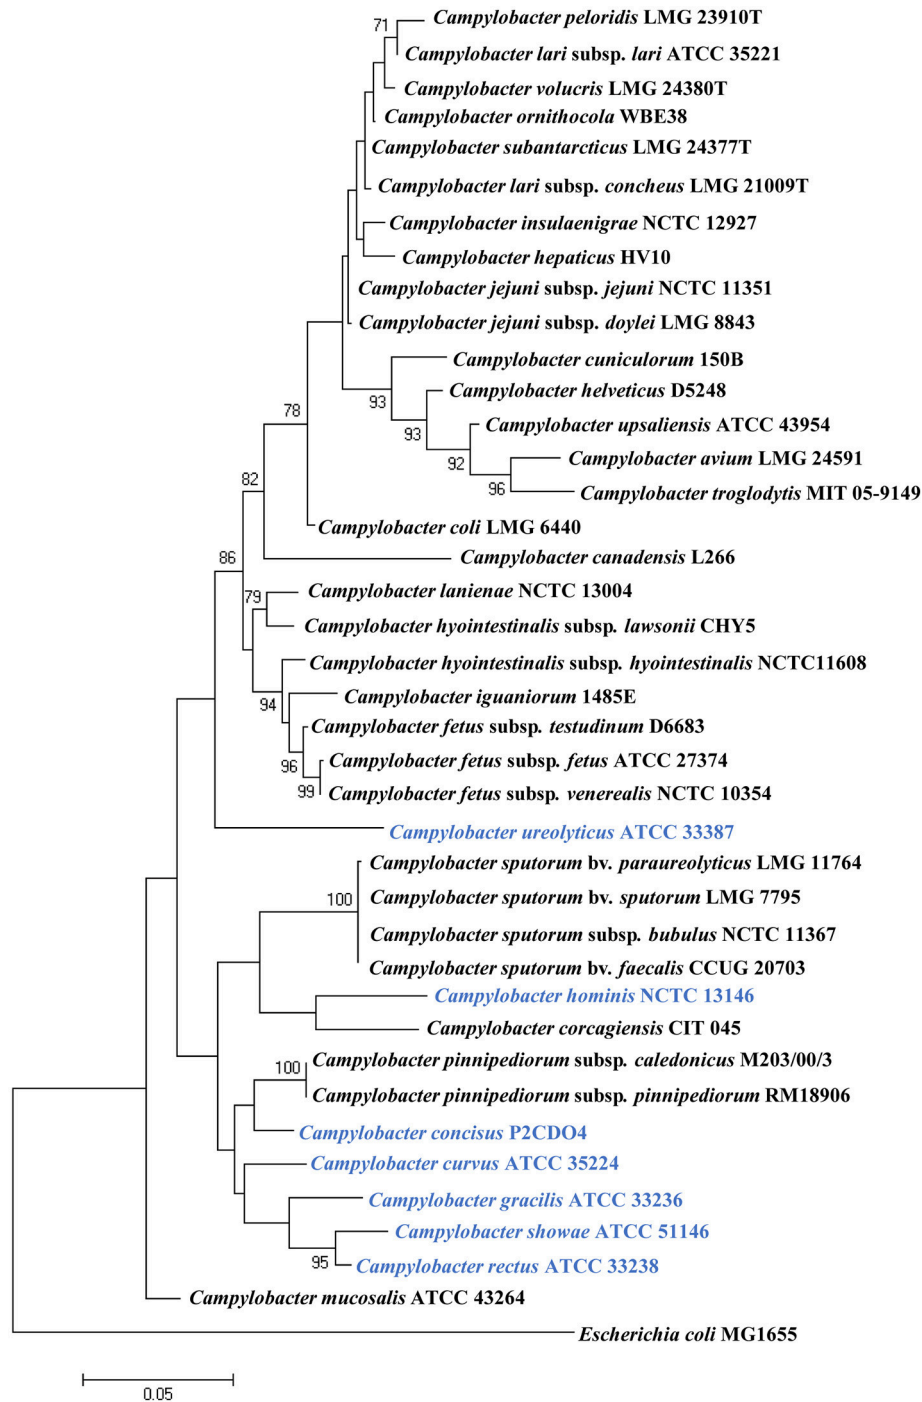 71
Campylobacter peloridis LMG 23910T
Campylobacter lari subsp. lari ATCC 35221
Campylobacter volucris LMG 24380T
Campylobacter ornithocola WBE38
Campylobacter subantarcticus LMG 24377T
Campylobacter lari subsp. concheus LMG 21009T
Campylobacter insulaenigrae NCTC 12927
Campylobacter hepaticus HV10
Campylobacter jejuni subsp. jejuni NCTC 11351
Campylobacter jejuni subsp. doylei LMG 8843
Campylobacter cuniculorum 150B
93
Campylobacter helveticus D5248
78
93
Campylobacter upsaliensis ATCC 43954
92
Campylobacter avium LMG 24591
82
96
Campylobacter troglodytis MIT 05-9149
Campylobacter coli LMG 6440
86
Campylobacter canadensis L266
79
Campylobacter lanienae NCTC 13004
Campylobacter hyointestinalis subsp. lawsonii CHY5
Campylobacter hyointestinalis subsp. hyointestinalis NCTC11608
94
Campylobacter iguaniorum 1485E
Campylobacter fetus subsp. testudinum D6683
96
Campylobacter fetus subsp. fetus ATCC 27374
99
Campylobacter fetus subsp. venerealis NCTC 10354
Campylobacter ureolyticus ATCC 33387
Campylobacter sputorum bv. paraureolyticus LMG 11764
100
Campylobacter sputorum bv. sputorum LMG 7795
Campylobacter sputorum subsp. bubulus NCTC 11367
Campylobacter sputorum bv. faecalis CCUG 20703
Campylobacter hominis NCTC 13146
Campylobacter corcagiensis CIT 045
100
Campylobacter pinnipediorum subsp. caledonicus M203/00/3
Campylobacter pinnipediorum subsp. pinnipediorum RM18906
Campylobacter concisus P2CDO4
Campylobacter curvus ATCC 35224
Campylobacter gracilis ATCC 33236
Campylobacter showae ATCC 51146
95
Campylobacter rectus ATCC 33238
Campylobacter mucosalis ATCC 43264
Escherichia coli MG1655
0.05